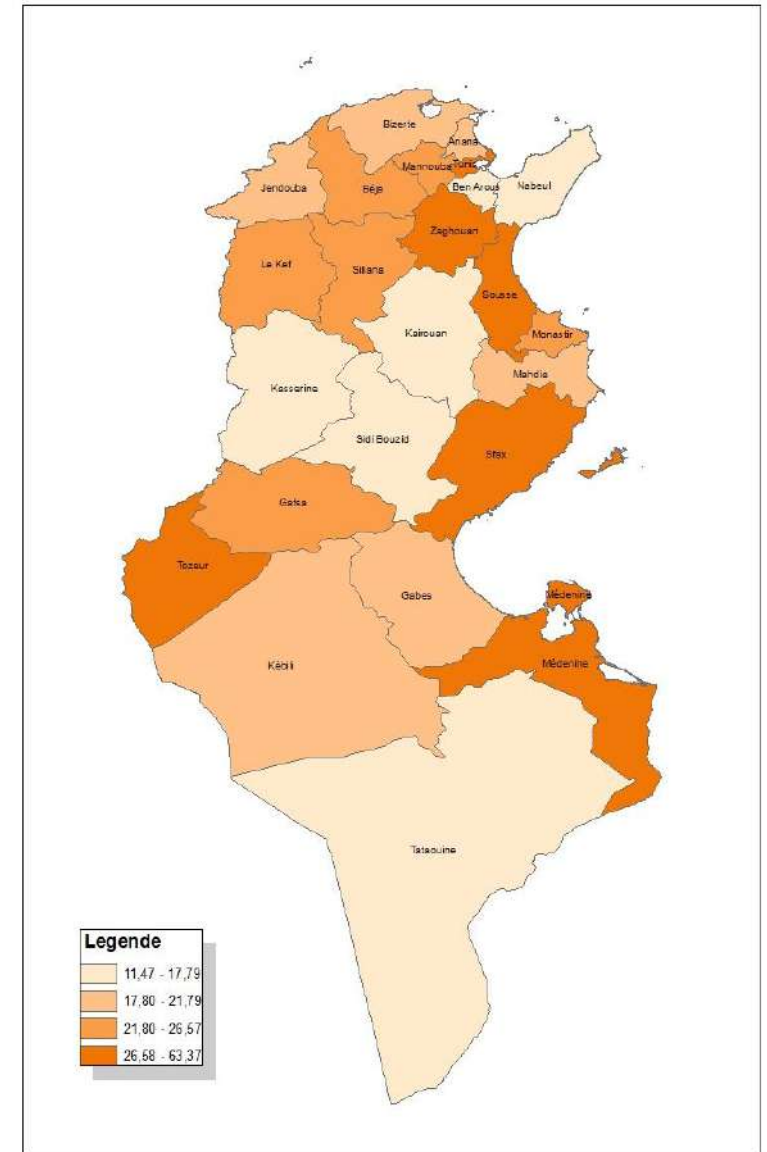 Bizerte
Ariana
Mannouba
Tunis
Jendouba
Béja
Ben Arous
Nabeul
Zaghouan
Le Kef
Siliana
Sousse
Kairouan
Monastir
Mahdia
Kasserine
Sidi Bouzid
Sfax
Gafsa
Tozeur
Gabes
Médenine
Médenine
Kébili
Tataouine
Legende
11,47 - 17,79
17,80 - 21,79
21,80 - 26,57
26,58 - 63,37